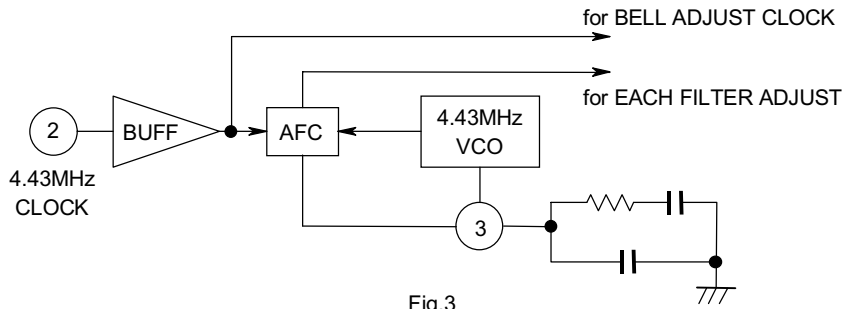 for BELL ADJUST CLOCK
for EACH FILTER ADJUST
2
BUFF
AFC
4.43MHz
VCO
4.43MHz
CLOCK
3
Fig.3